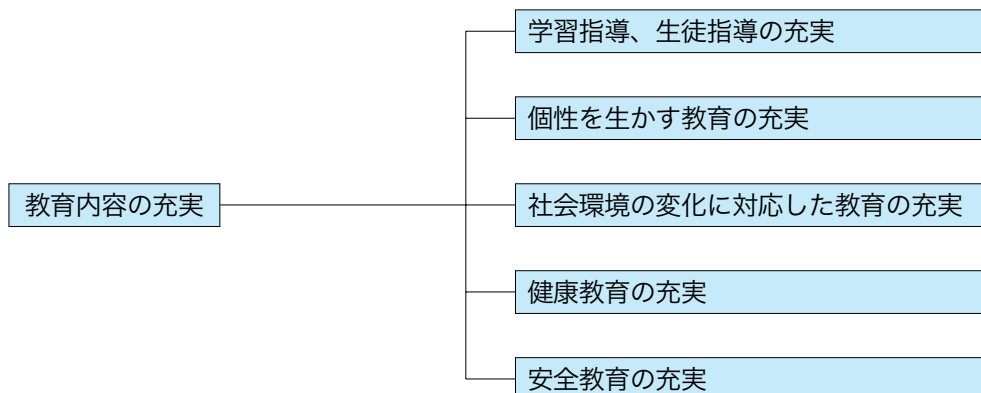 学習指導、生徒指導の充実
個性を生かす教育の充実
教育内容の充実
社会環境の変化に対応した教育の充実
健康教育の充実
安全教育の充実